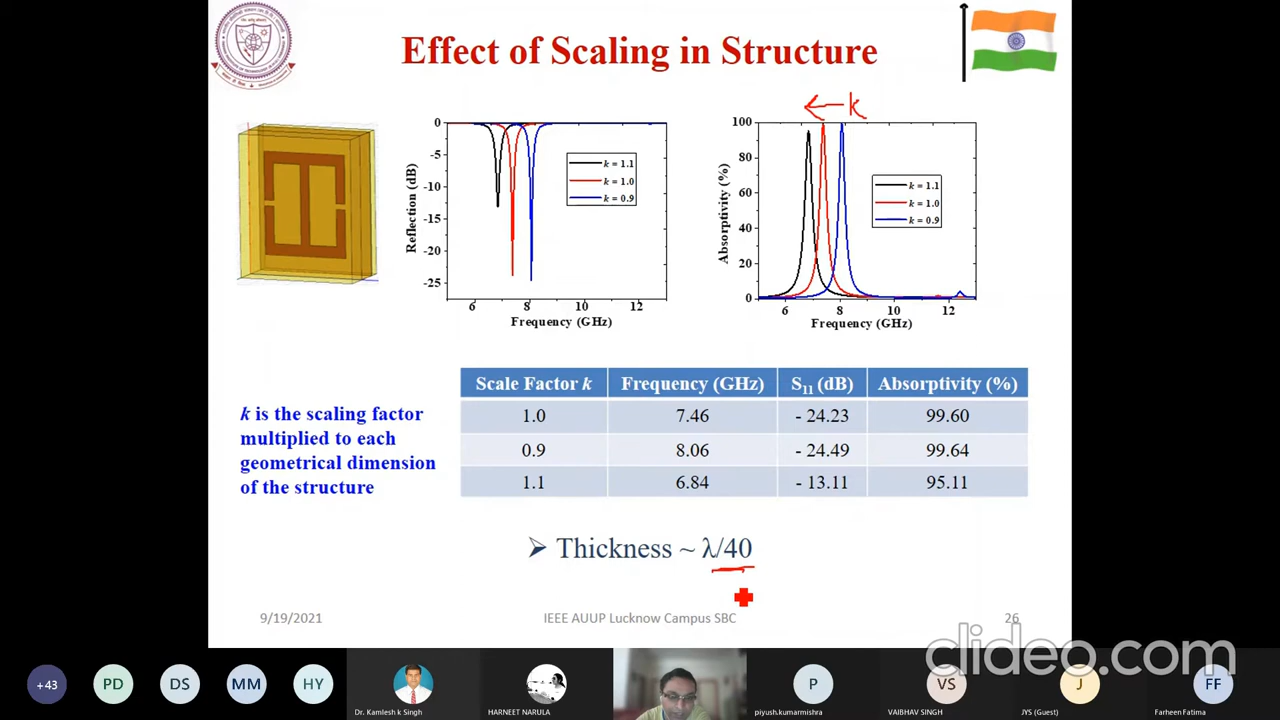 Effect of Scaling in Structure
k
0
-5
-10
-15
-20
-25
Reflection (dB)
k = 1.1
k = 1.0
k = 0.9
6
8
10
12
Frequency (GHz)
100
80
60
40
20
0
Absorptivity (%)
k = 1.1
k = 1.0
k = 0.9
6
8
10
12
Frequency (GHz)
k is the scaling factor
multiplied to each
geometrical dimension
of the structure
Scale Factor k Frequency (GHz) S11 (dB) Absorptivity (%)
1.0 7.46 - 24.23 99.60
0.9 8.06 - 24.49 99.64
1.1 6.84 - 13.11 95.11
➢ Thickness ~ λ/40
9/19/2021 IEEE AUUP Lucknow Campus SBC 26
clideo.com
+43 PD DS MM HY P VS J FF
Dr. Kamlesh k Singh HARNEET NARULA piyush.kumarmishra VAIBHAV SINGH JYS (Guest) Farheen Fatima